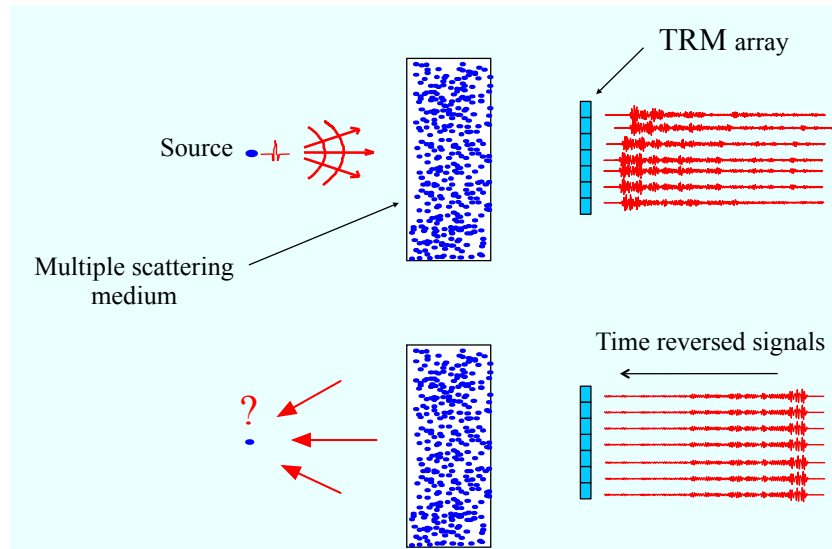 TRM array
Source
Multiple scattering
medium
Time reversed signals
?